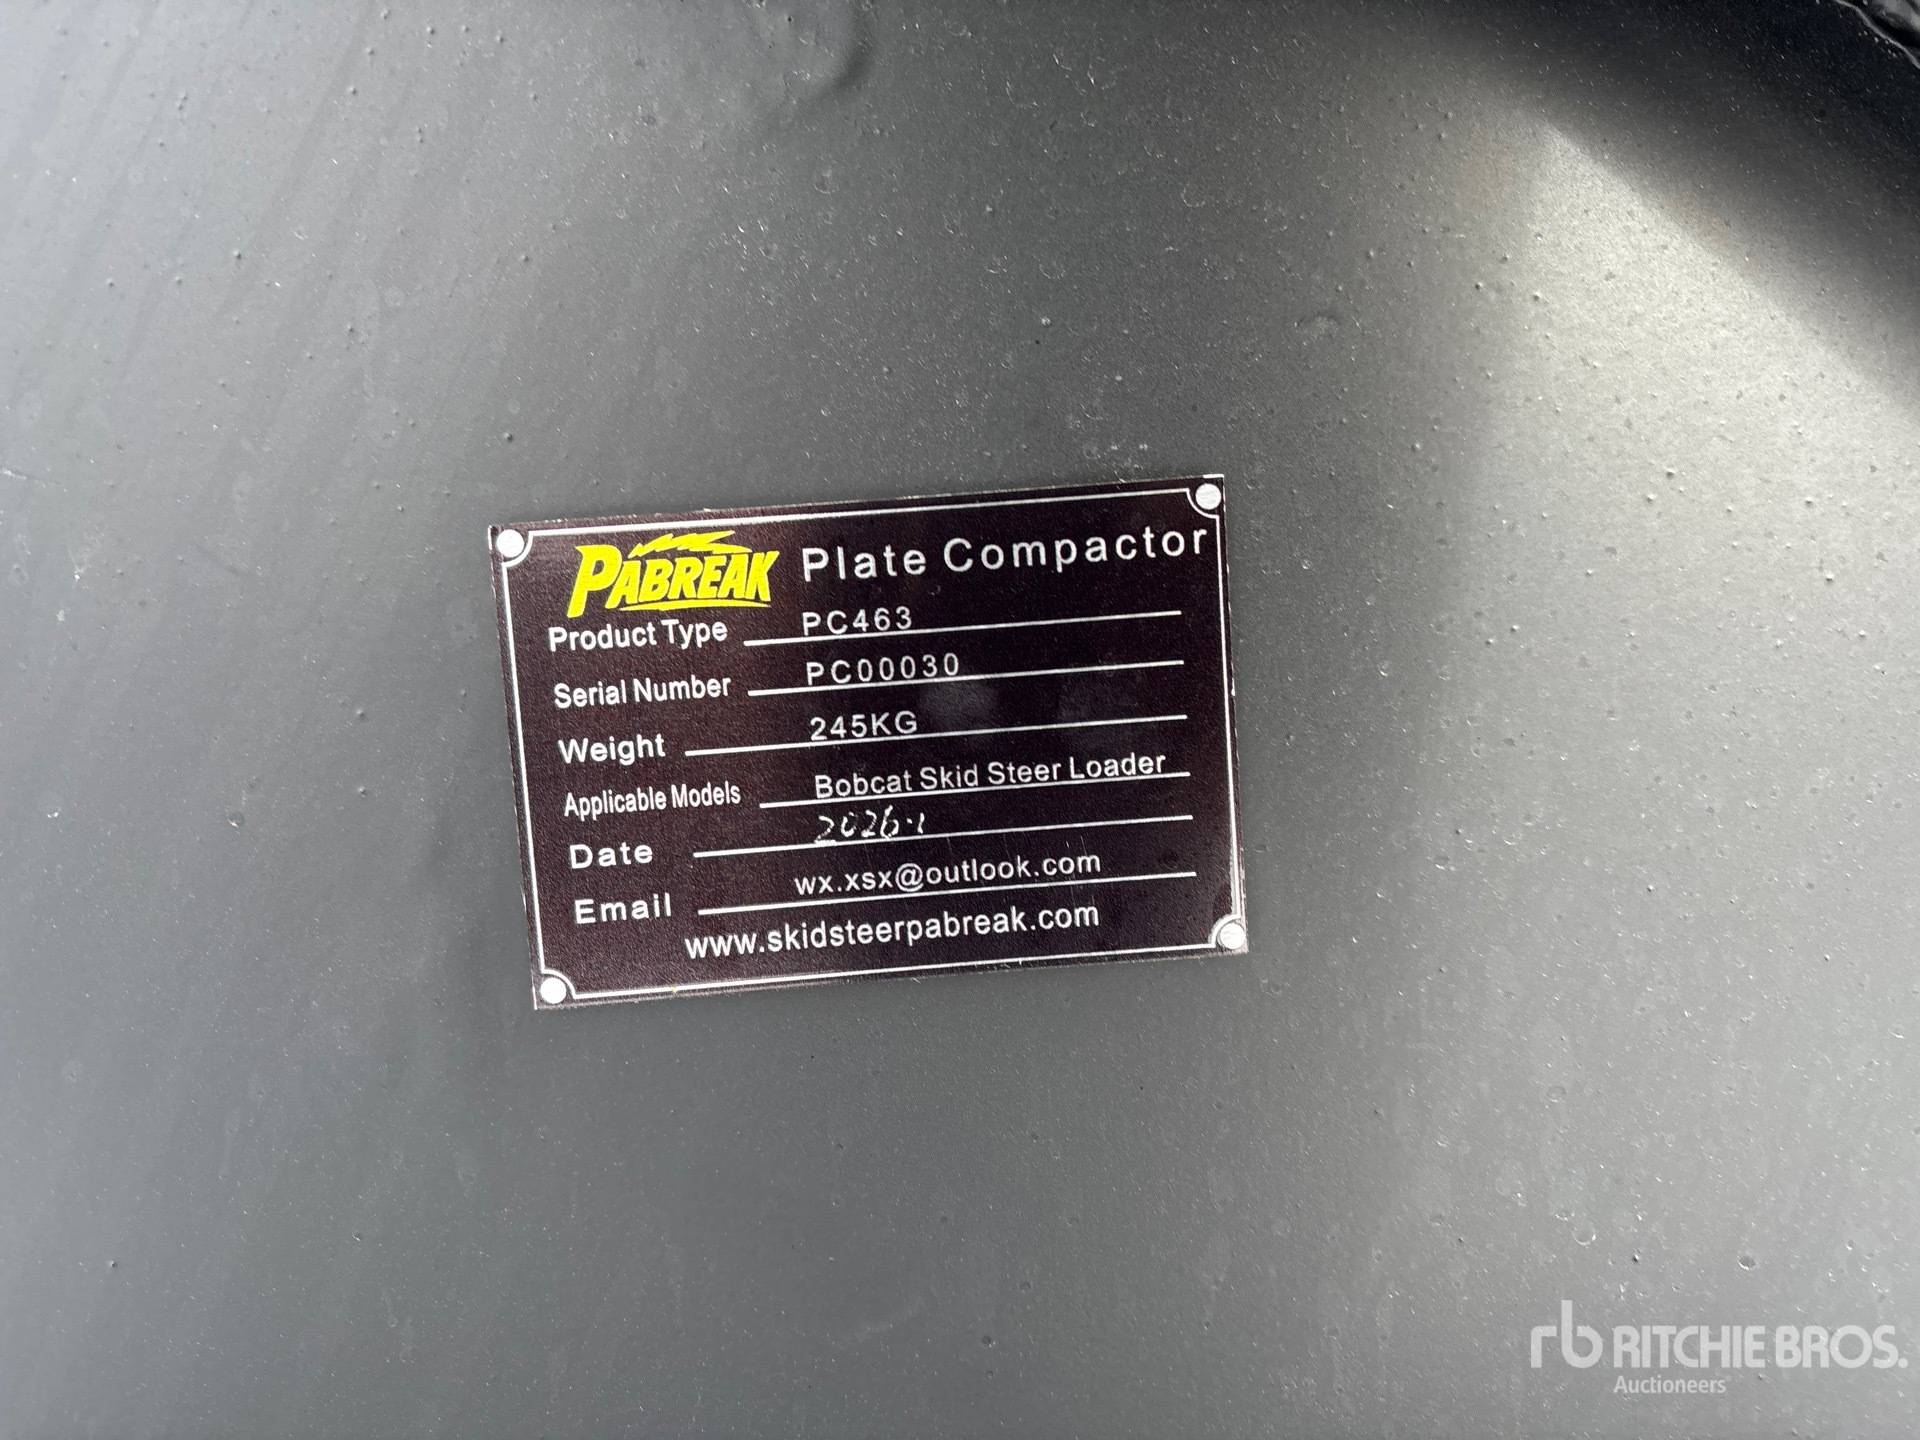 PABREAK Plate Compactor
Product Type PC463
Serial Number PC00030
Weight 245KG
Applicable Models Bobcat Skid Steer Loader
Date 2026.1
Email wx.xsx@outlook.com
www.skidsteerpabreak.com
rb RITCHIE BROS.
Auctioneers